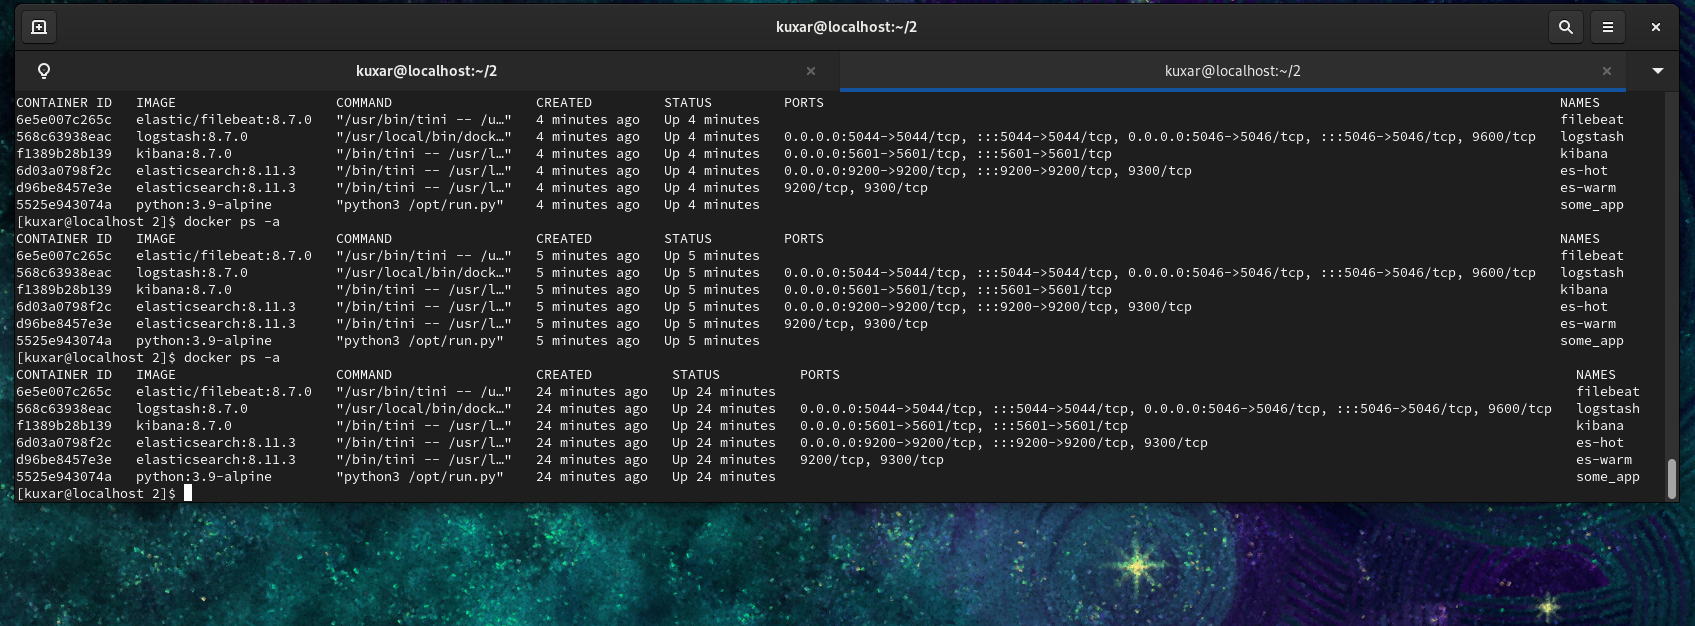 kuxar@localhost:~/2
kuxar@localhost:~/2 kuxar@localhost:~/2
CONTAINER ID IMAGE COMMAND CREATED STATUS PORTS NAMES
6e5e007c265c elastic/filebeat:8.7.0 "/usr/bin/tini -- /u…" 4 minutes ago Up 4 minutes filebeat
568c63938eac logstash:8.7.0 "/usr/local/bin/dock…" 4 minutes ago Up 4 minutes 0.0.0.0:5044->5044/tcp, :::5044->5044/tcp, 0.0.0.0:5046->5046/tcp, :::5046->5046/tcp, 9600/tcp logstash
f1389b28b139 kibana:8.7.0 "/bin/tini -- /usr/l…" 4 minutes ago Up 4 minutes 0.0.0.0:5601->5601/tcp, :::5601->5601/tcp kibana
6d03a0798f2c elasticsearch:8.11.3 "/bin/tini -- /usr/l…" 4 minutes ago Up 4 minutes 0.0.0.0:9200->9200/tcp, :::9200->9200/tcp, 9300/tcp es-hot
d96be8457e3e elasticsearch:8.11.3 "/bin/tini -- /usr/l…" 4 minutes ago Up 4 minutes 9200/tcp, 9300/tcp es-warm
5525e943074a python:3.9-alpine "python3 /opt/run.py" 4 minutes ago Up 4 minutes some_app
[kuxar@localhost 2]$ docker ps -a
CONTAINER ID IMAGE COMMAND CREATED STATUS PORTS NAMES
6e5e007c265c elastic/filebeat:8.7.0 "/usr/bin/tini -- /u…" 5 minutes ago Up 5 minutes filebeat
568c63938eac logstash:8.7.0 "/usr/local/bin/dock…" 5 minutes ago Up 5 minutes 0.0.0.0:5044->5044/tcp, :::5044->5044/tcp, 0.0.0.0:5046->5046/tcp, :::5046->5046/tcp, 9600/tcp logstash
f1389b28b139 kibana:8.7.0 "/bin/tini -- /usr/l…" 5 minutes ago Up 5 minutes 0.0.0.0:5601->5601/tcp, :::5601->5601/tcp kibana
6d03a0798f2c elasticsearch:8.11.3 "/bin/tini -- /usr/l…" 5 minutes ago Up 5 minutes 0.0.0.0:9200->9200/tcp, :::9200->9200/tcp, 9300/tcp es-hot
d96be8457e3e elasticsearch:8.11.3 "/bin/tini -- /usr/l…" 5 minutes ago Up 5 minutes 9200/tcp, 9300/tcp es-warm
5525e943074a python:3.9-alpine "python3 /opt/run.py" 5 minutes ago Up 5 minutes some_app
[kuxar@localhost 2]$ docker ps -a
CONTAINER ID IMAGE COMMAND CREATED STATUS PORTS NAMES
6e5e007c265c elastic/filebeat:8.7.0 "/usr/bin/tini -- /u…" 24 minutes ago Up 24 minutes filebeat
568c63938eac logstash:8.7.0 "/usr/local/bin/dock…" 24 minutes ago Up 24 minutes 0.0.0.0:5044->5044/tcp, :::5044->5044/tcp, 0.0.0.0:5046->5046/tcp, :::5046->5046/tcp, 9600/tcp logstash
f1389b28b139 kibana:8.7.0 "/bin/tini -- /usr/l…" 24 minutes ago Up 24 minutes 0.0.0.0:5601->5601/tcp, :::5601->5601/tcp kibana
6d03a0798f2c elasticsearch:8.11.3 "/bin/tini -- /usr/l…" 24 minutes ago Up 24 minutes 0.0.0.0:9200->9200/tcp, :::9200->9200/tcp, 9300/tcp es-hot
d96be8457e3e elasticsearch:8.11.3 "/bin/tini -- /usr/l…" 24 minutes ago Up 24 minutes 9200/tcp, 9300/tcp es-warm
5525e943074a python:3.9-alpine "python3 /opt/run.py" 24 minutes ago Up 24 minutes some_app
[kuxar@localhost 2]$